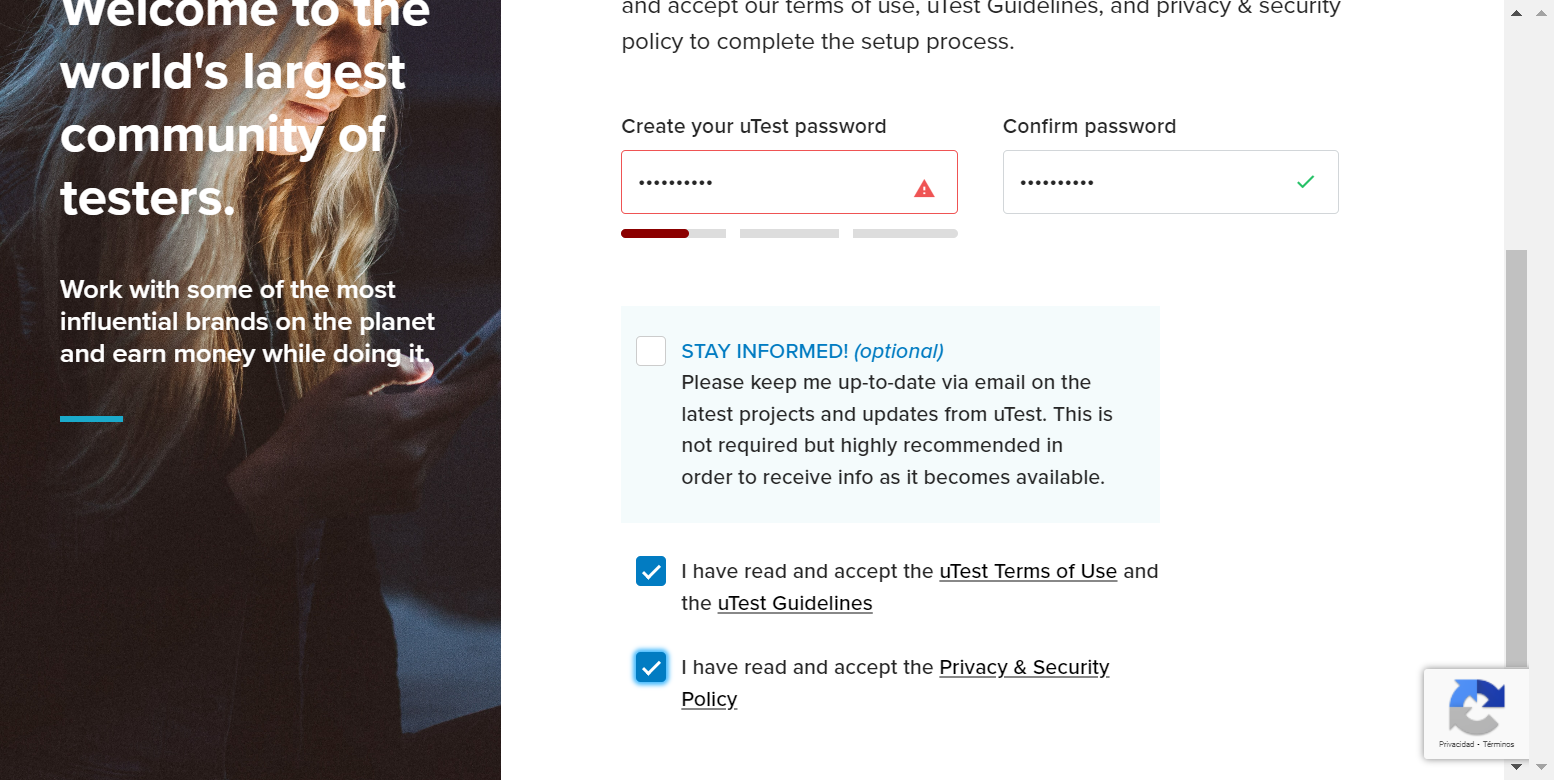 Welcome to the
world's largest
community of
testers.
Work with some of the most
influential brands on the planet
and earn money while doing it.
and accept our terms of use, uTest Guidelines, and privacy & security
policy to complete the setup process.
Create your uTest password
Confirm password
••••••••••
••••••••••
STAY INFORMED! (optional)
Please keep me up-to-date via email on the
latest projects and updates from uTest. This is
not required but highly recommended in
order to receive info as it becomes available.
I have read and accept the uTest Terms of Use and
the uTest Guidelines
I have read and accept the Privacy & Security
Policy
Privacidad - Términos